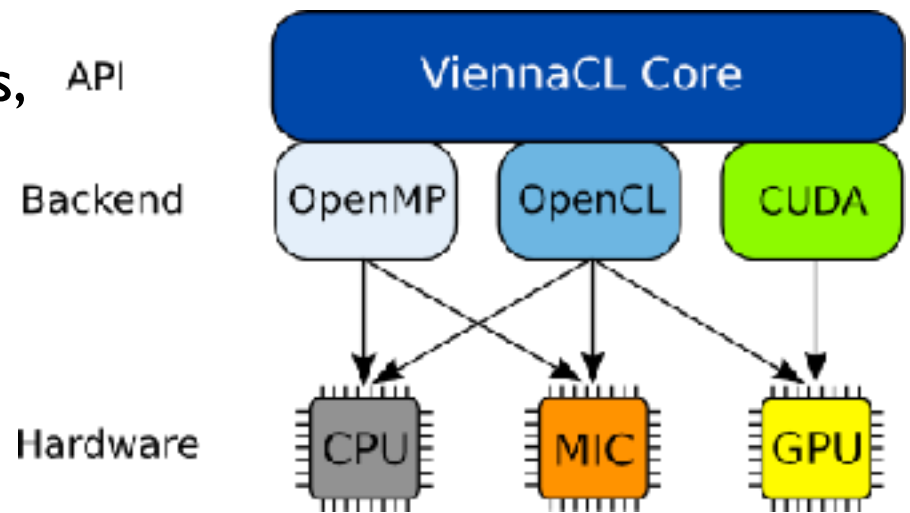 s,
API ViennaCL Core
Backend OpenMP OpenCL CUDA
Hardware CPU MIC GPU